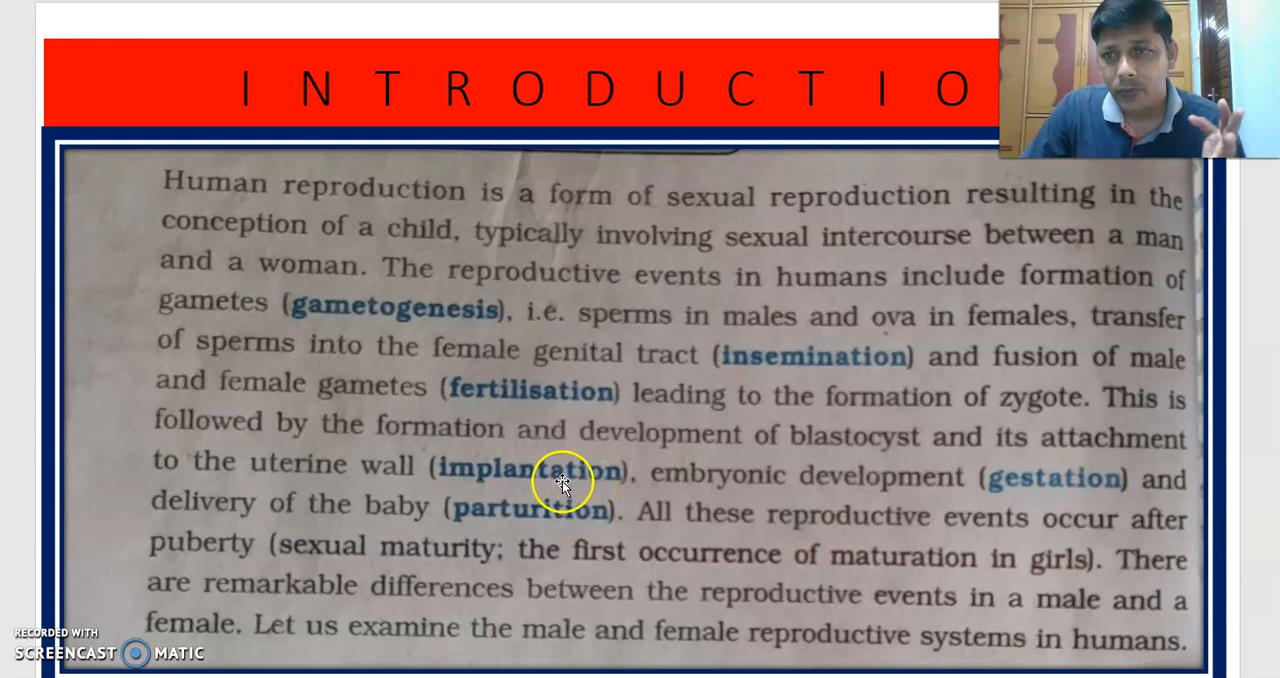 I N T R O D U C T I O
Human reproduction is a form of sexual reproduction resulting in the
conception of a child, typically involving sexual intercourse between a man
and a woman. The reproductive events in humans include formation of
gametes (gametogenesis), i.e. sperms in males and ova in females, transfer
of sperms into the female genital tract (insemination) and fusion of male
and female gametes (fertilisation) leading to the formation of zygote. This is
followed by the formation and development of blastocyst and its attachment
to the uterine wall (implantation), embryonic development (gestation) and
delivery of the baby (parturition). All these reproductive events occur after
puberty (sexual maturity; the first occurrence of maturation in girls). There
are remarkable differences between the reproductive events in a male and a
female. Let us examine the male and female reproductive systems in humans.
RECORDED WITH
SCREENCAST MATIC